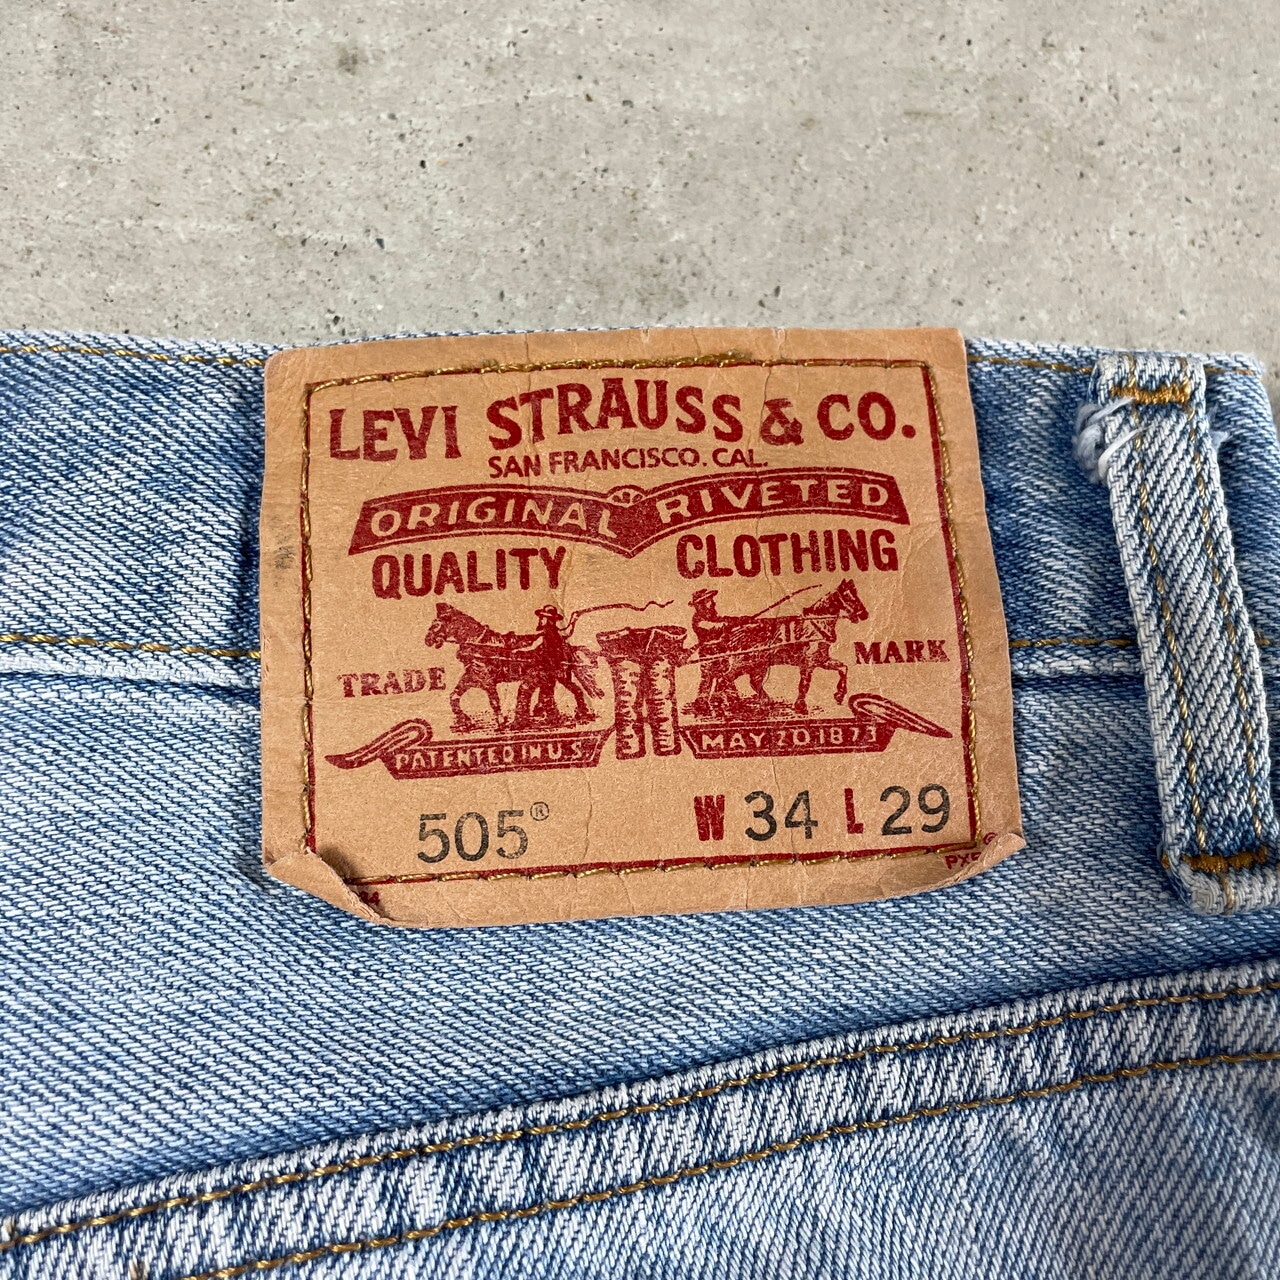 LEVI STRAUSS & CO.
SAN FRANCISCO. CAL.
ORIGINAL RIVETED
QUALITY CLOTHING
TRADE MARK
PATENTED IN U.S. MAY 20 1873
505® W 34 L 29